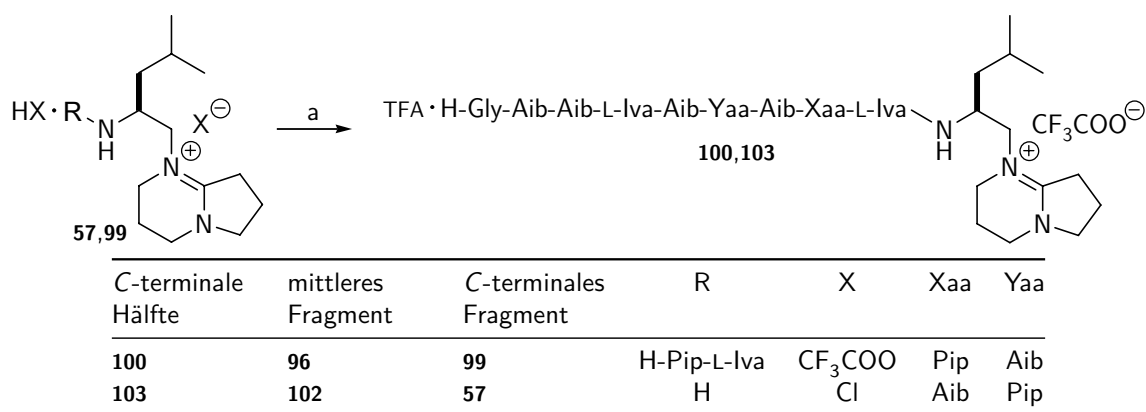 HX · R
N
H
X⊖
N⊕
N
57,99
a
TFA · H-Gly-Aib-Aib-L-Iva-Aib-Yaa-Aib-Xaa-L-Iva
100,103
N
H
CF₃COO⊖
N⊕
N
C-terminale Hälfte mittleres Fragment C-terminales Fragment R X Xaa Yaa
100 96 99 H-Pip-L-Iva CF₃COO Pip Aib
103 102 57 H Cl Aib Pip